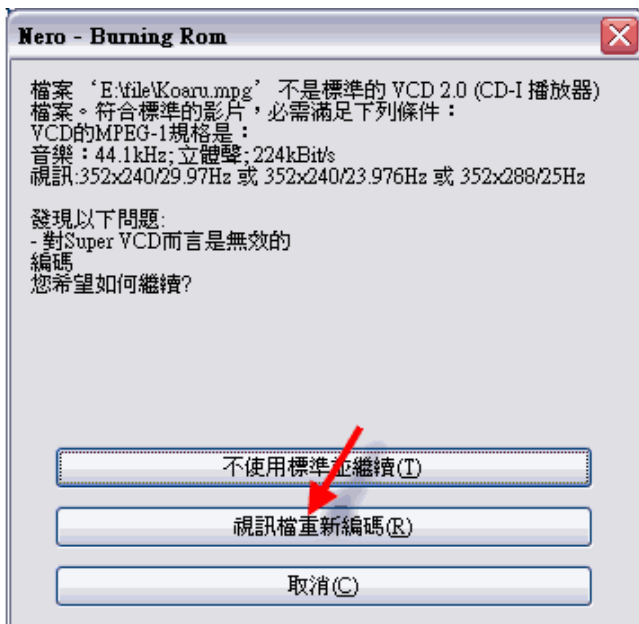 Nero - Burning Rom
檔案 ‘E:\file\Koaru.mpg’ 不是標準的 VCD 2.0 (CD-I 播放器)
檔案。符合標準的影片，必需滿足下列條件：
VCD的MPEG-1規格是：
音樂：44.1kHz; 立體聲; 224kBit/s
視訊:352x240/29.97Hz 或 352x240/23.976Hz 或 352x288/25Hz
發現以下問題:
- 對Super VCD而言是無效的
編碼
您希望如何繼續?
不使用標準並繼續(T)
視訊檔重新編碼(R)
取消(C)